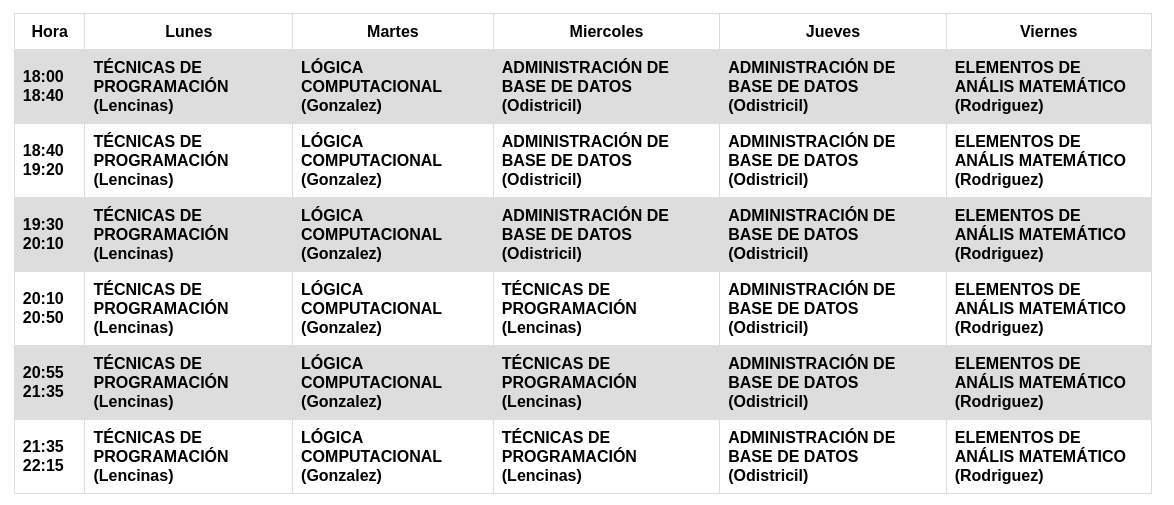 Hora Lunes Martes Miercoles Jueves Viernes
18:00
18:40
TÉCNICAS DE
PROGRAMACIÓN
(Lencinas)
LÓGICA
COMPUTACIONAL
(Gonzalez)
ADMINISTRACIÓN DE
BASE DE DATOS
(Odistricil)
ADMINISTRACIÓN DE
BASE DE DATOS
(Odistricil)
ELEMENTOS DE
ANÁLIS MATEMÁTICO
(Rodriguez)
18:40
19:20
TÉCNICAS DE
PROGRAMACIÓN
(Lencinas)
LÓGICA
COMPUTACIONAL
(Gonzalez)
ADMINISTRACIÓN DE
BASE DE DATOS
(Odistricil)
ADMINISTRACIÓN DE
BASE DE DATOS
(Odistricil)
ELEMENTOS DE
ANÁLIS MATEMÁTICO
(Rodriguez)
19:30
20:10
TÉCNICAS DE
PROGRAMACIÓN
(Lencinas)
LÓGICA
COMPUTACIONAL
(Gonzalez)
ADMINISTRACIÓN DE
BASE DE DATOS
(Odistricil)
ADMINISTRACIÓN DE
BASE DE DATOS
(Odistricil)
ELEMENTOS DE
ANÁLIS MATEMÁTICO
(Rodriguez)
20:10
20:50
TÉCNICAS DE
PROGRAMACIÓN
(Lencinas)
LÓGICA
COMPUTACIONAL
(Gonzalez)
TÉCNICAS DE
PROGRAMACIÓN
(Lencinas)
ADMINISTRACIÓN DE
BASE DE DATOS
(Odistricil)
ELEMENTOS DE
ANÁLIS MATEMÁTICO
(Rodriguez)
20:55
21:35
TÉCNICAS DE
PROGRAMACIÓN
(Lencinas)
LÓGICA
COMPUTACIONAL
(Gonzalez)
TÉCNICAS DE
PROGRAMACIÓN
(Lencinas)
ADMINISTRACIÓN DE
BASE DE DATOS
(Odistricil)
ELEMENTOS DE
ANÁLIS MATEMÁTICO
(Rodriguez)
21:35
22:15
TÉCNICAS DE
PROGRAMACIÓN
(Lencinas)
LÓGICA
COMPUTACIONAL
(Gonzalez)
TÉCNICAS DE
PROGRAMACIÓN
(Lencinas)
ADMINISTRACIÓN DE
BASE DE DATOS
(Odistricil)
ELEMENTOS DE
ANÁLIS MATEMÁTICO
(Rodriguez)